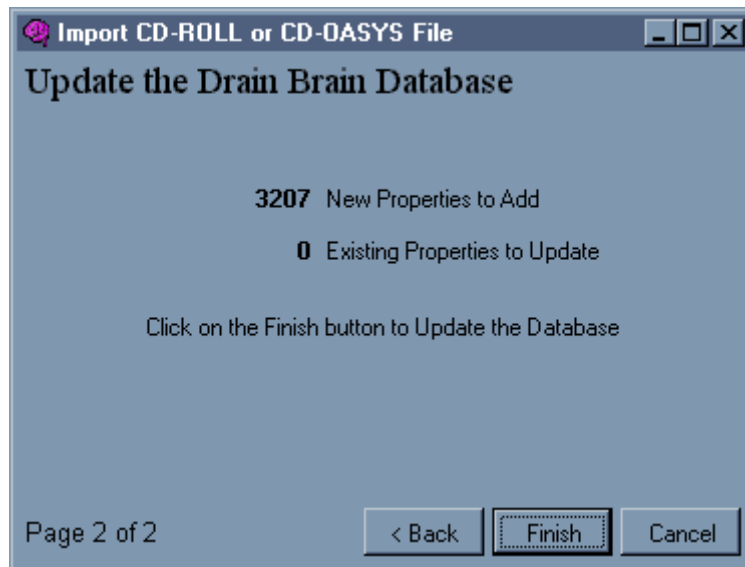 Import CD-ROLL or CD-OASYS File
Update the Drain Brain Database
3207 New Properties to Add
0 Existing Properties to Update
Click on the Finish button to Update the Database
Page 2 of 2
< Back
Finish
Cancel